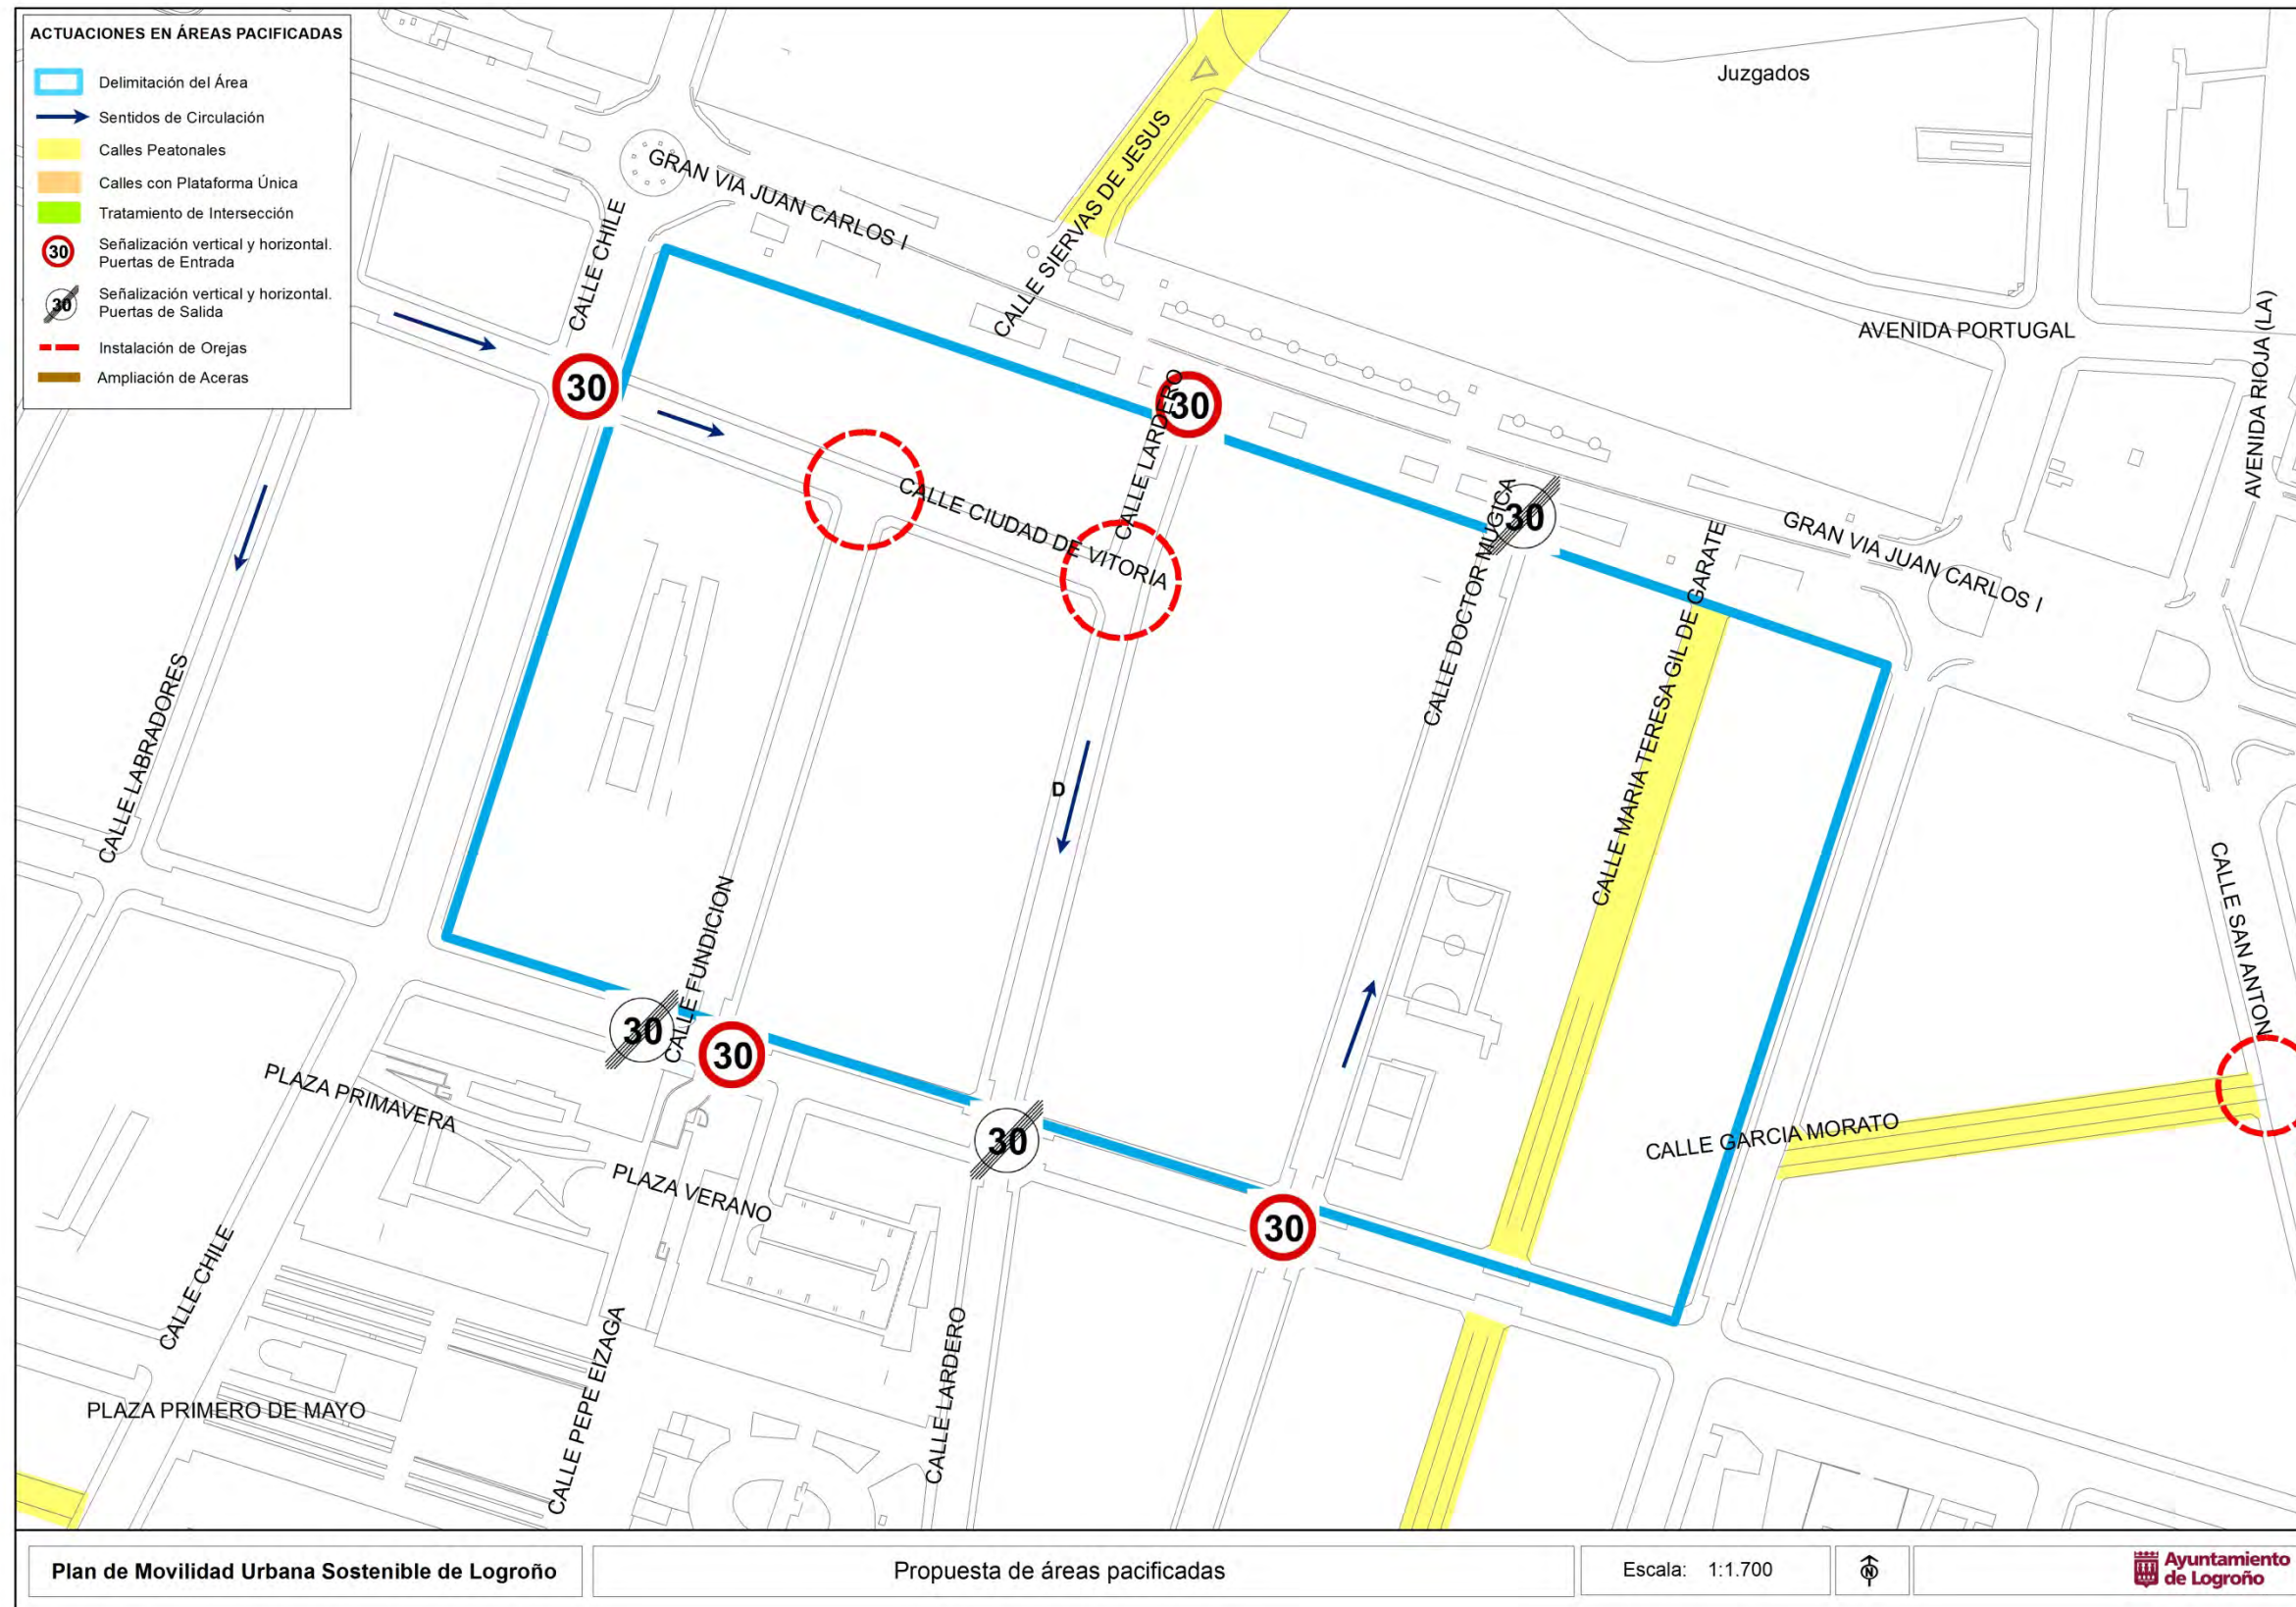 ACTUACIONES EN ÁREAS PACIFICADAS
Delimitación del Área
Sentidos de Circulación
Calles Peatonales
Calles con Plataforma Única
Tratamiento de Intersección
30
Señalización vertical y horizontal.
Puertas de Entrada
30
Señalización vertical y horizontal.
Puertas de Salida
Instalación de Orejas
Ampliación de Aceras
Juzgados
GRAN VIA JUAN CARLOS I
CALLE SIERVAS DE JESUS
CALLE CHILE
AVENIDA PORTUGAL
AVENIDA RIOJA (LA)
30
30
CALLE LARDERO
CALLE CIUDAD DE VITORIA
30
CALLE DOCTOR MUGICA
GRAN VIA JUAN CARLOS I
CALLE MARIA TERESA GIL DE GARATE
CALLE LABRADORES
D
CALLE SAN ANTON
CALLE FUNDICION
30
30
PLAZA PRIMAVERA
30
CALLE GARCIA MORATO
PLAZA VERANO
30
CALLE CHILE
CALLE PEPE EIZAGA
CALLE LARDERO
PLAZA PRIMERO DE MAYO
Plan de Movilidad Urbana Sostenible de Logroño
Propuesta de áreas pacificadas
Escala: 1:1.700
N
Ayuntamiento
de Logroño